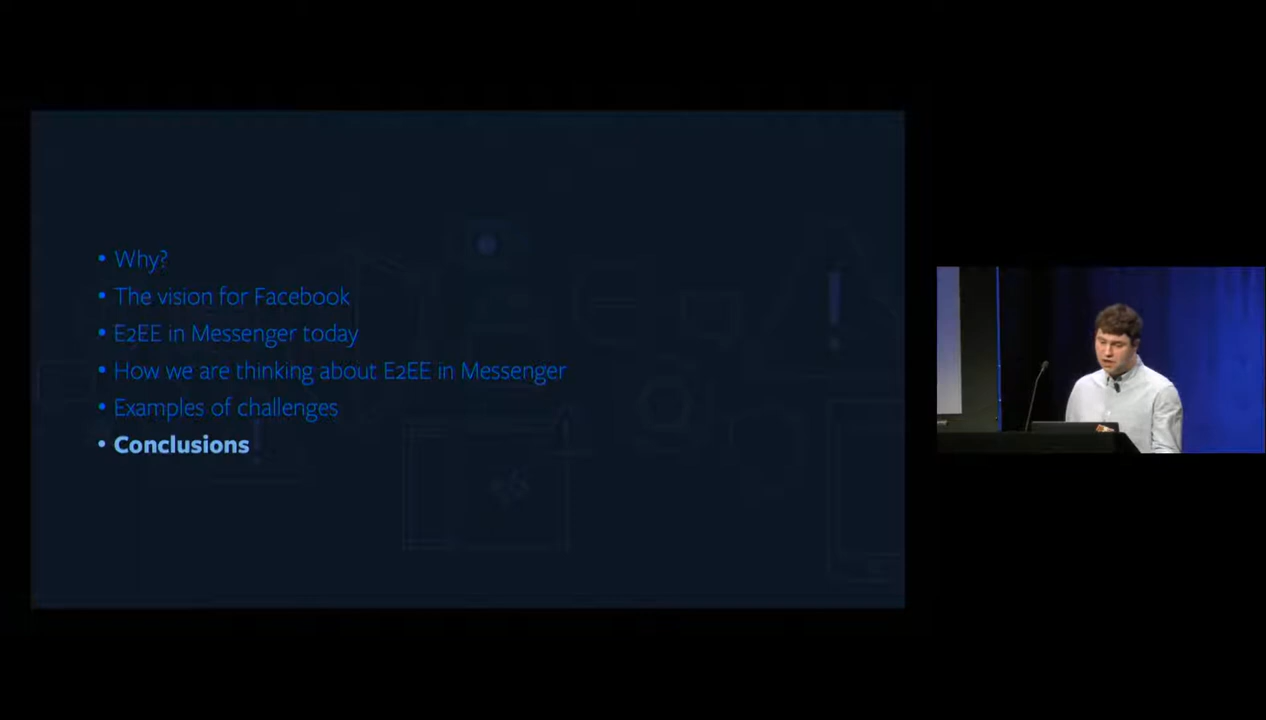 • Why?
• The vision for Facebook
• E2EE in Messenger today
• How we are thinking about E2EE in Messenger
• Examples of challenges
• Conclusions